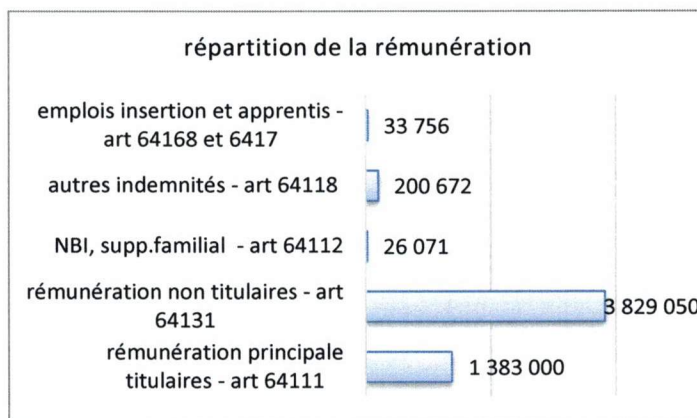 répartition de la rémunération
emplois insertion et apprentis -
art 64168 et 6417
33 756
autres indemnités - art 64118
200 672
NBI, supp.familial - art 64112
26 071
rémunération non titulaires - art
64131
3 829 050
rémunération principale
titulaires - art 64111
1 383 000